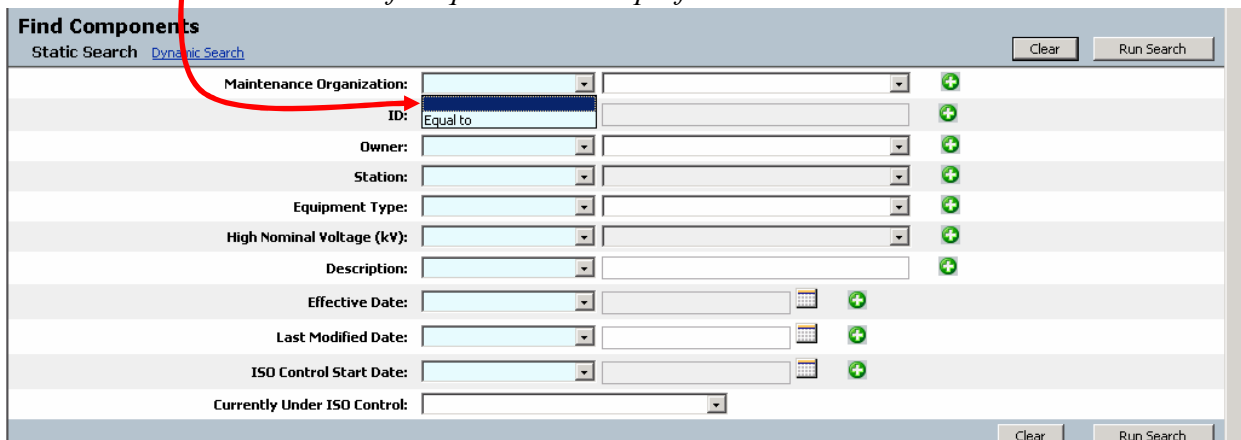 Find Components
Static Search Dynamic Search
Clear Run Search
Maintenance Organization:
ID: Equal to
Owner:
Station:
Equipment Type:
High Nominal Voltage (kV):
Description:
Effective Date:
Last Modified Date:
ISO Control Start Date:
Currently Under ISO Control:
Clear Run Search